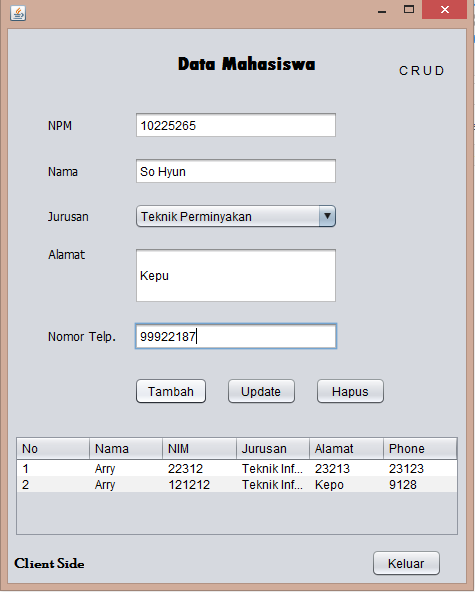 Data Mahasiswa
C R U D
NPM 10225265
Nama So Hyun
Jurusan Teknik Perminyakan
Alamat Kepu
Nomor Telp. 99922187
Tambah Update Hapus
No Nama NIM Jurusan Alamat Phone
1 Arry 22312 Teknik Inf... 23213 23123
2 Arry 121212 Teknik Inf... Kepo 9128
Client Side Keluar